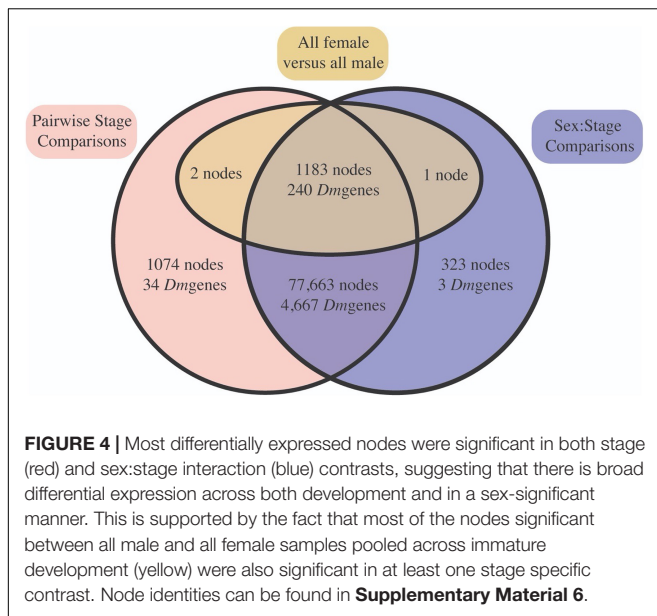 All female
versus all male
Pairwise Stage
Comparisons
Sex:Stage
Comparisons
2 nodes
1183 nodes
240 Dmgenes
1 node
1074 nodes
34 Dmgenes
77,663 nodes
4,667 Dmgenes
323 nodes
3 Dmgenes
FIGURE 4 | Most differentially expressed nodes were significant in both stage
(red) and sex:stage interaction (blue) contrasts, suggesting that there is broad
differential expression across both development and in a sex-significant
manner. This is supported by the fact that most of the nodes significant
between all male and all female samples pooled across immature
development (yellow) were also significant in at least one stage specific
contrast. Node identities can be found in Supplementary Material 6.